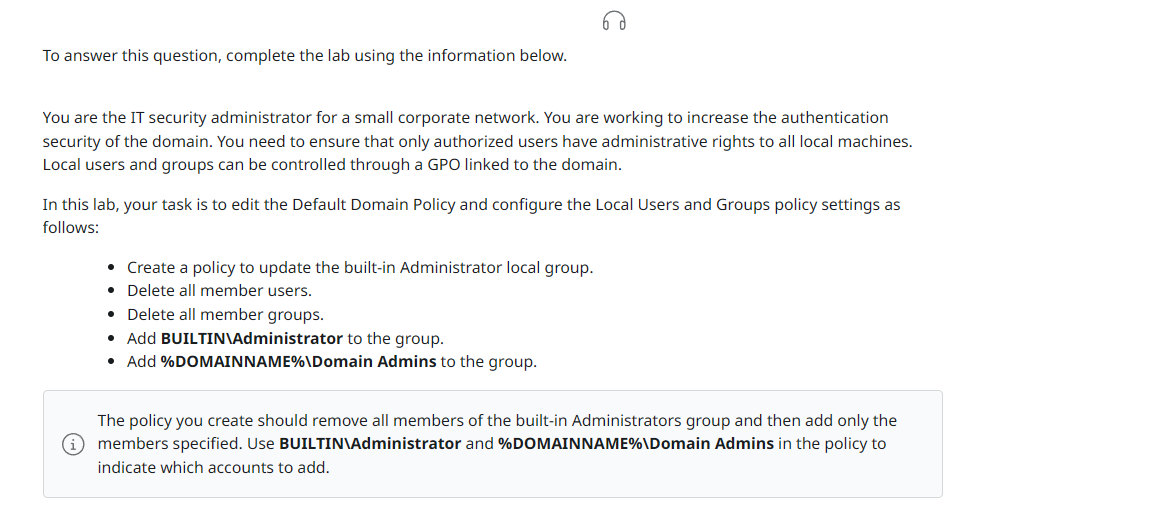 To answer this question, complete the lab using the information below.
You are the IT security administrator for a small corporate network. You are working to increase the authentication
security of the domain. You need to ensure that only authorized users have administrative rights to all local machines.
Local users and groups can be controlled through a GPO linked to the domain.
In this lab, your task is to edit the Default Domain Policy and configure the Local Users and Groups policy settings as
follows:
• Create a policy to update the built-in Administrator local group.
• Delete all member users.
• Delete all member groups.
• Add BUILTIN\Administrator to the group.
• Add %DOMAINNAME%\Domain Admins to the group.
The policy you create should remove all members of the built-in Administrators group and then add only the
members specified. Use BUILTIN\Administrator and %DOMAINNAME%\Domain Admins in the policy to
indicate which accounts to add.